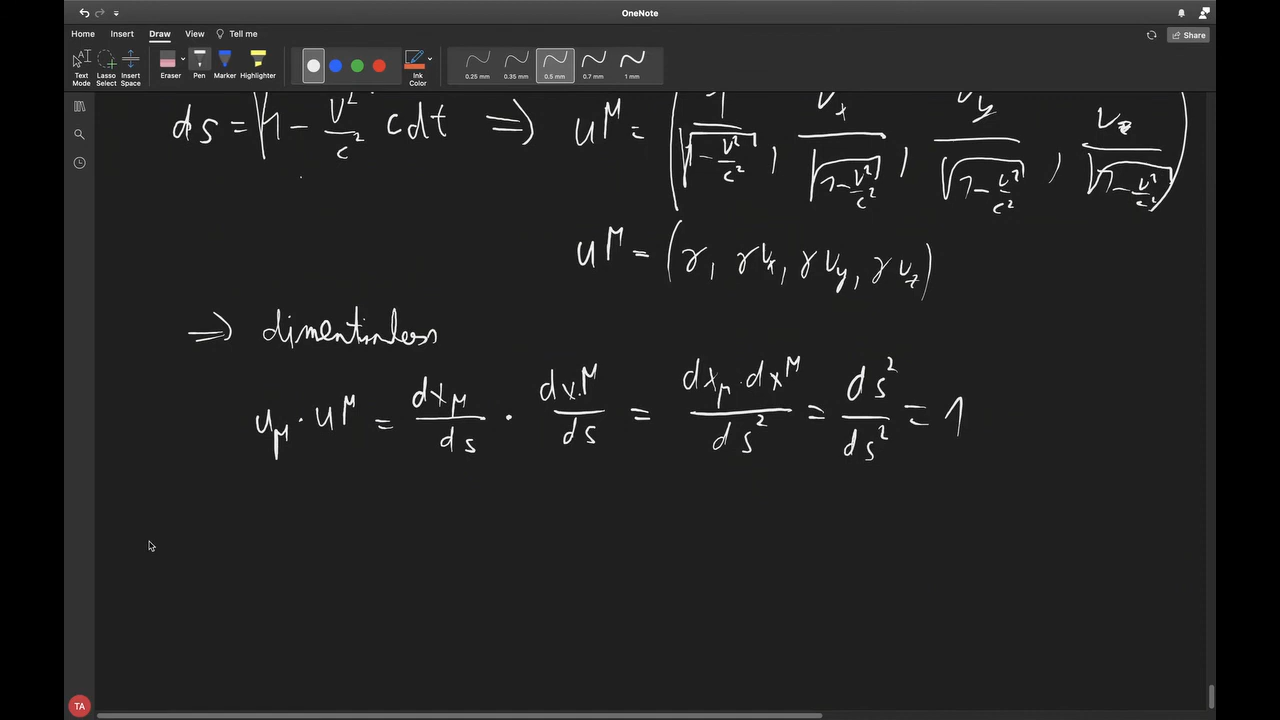 OneNote
Home Insert Draw View Tell me
Share
Text Mode Lasso Select Insert Space Eraser Pen Marker Highlighter Ink Color 0.25 mm 0.35 mm 0.5 mm 0.7 mm 1 mm
ds = √(1 - v²/c²) cdt ⇒ u^μ = (1/√(1 - v²/c²), v_x/√(1 - v²/c²), v_y/√(1 - v²/c²), v_z/√(1 - v²/c²))
u^μ = (γ, γv_x, γv_y, γv_z)
⇒ dimentionless
u_μ · u^μ = dx_μ/ds · dx^μ/ds = dx_μ · dx^μ/ds² = ds²/ds² = 1
TA